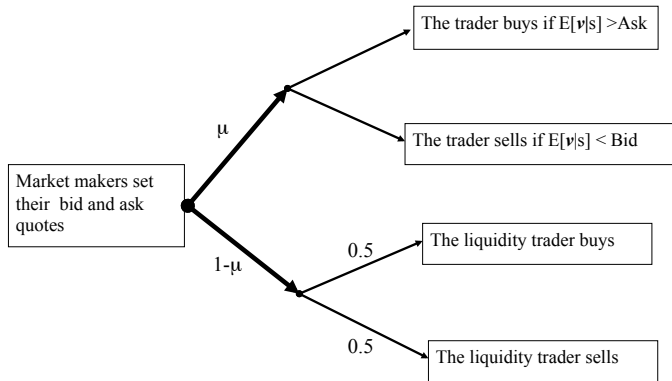 The trader buys if E[v|s] >Ask
μ
The trader sells if E[v|s] < Bid
Market makers set
their bid and ask
quotes
1-μ
0.5
The liquidity trader buys
0.5
The liquidity trader sells